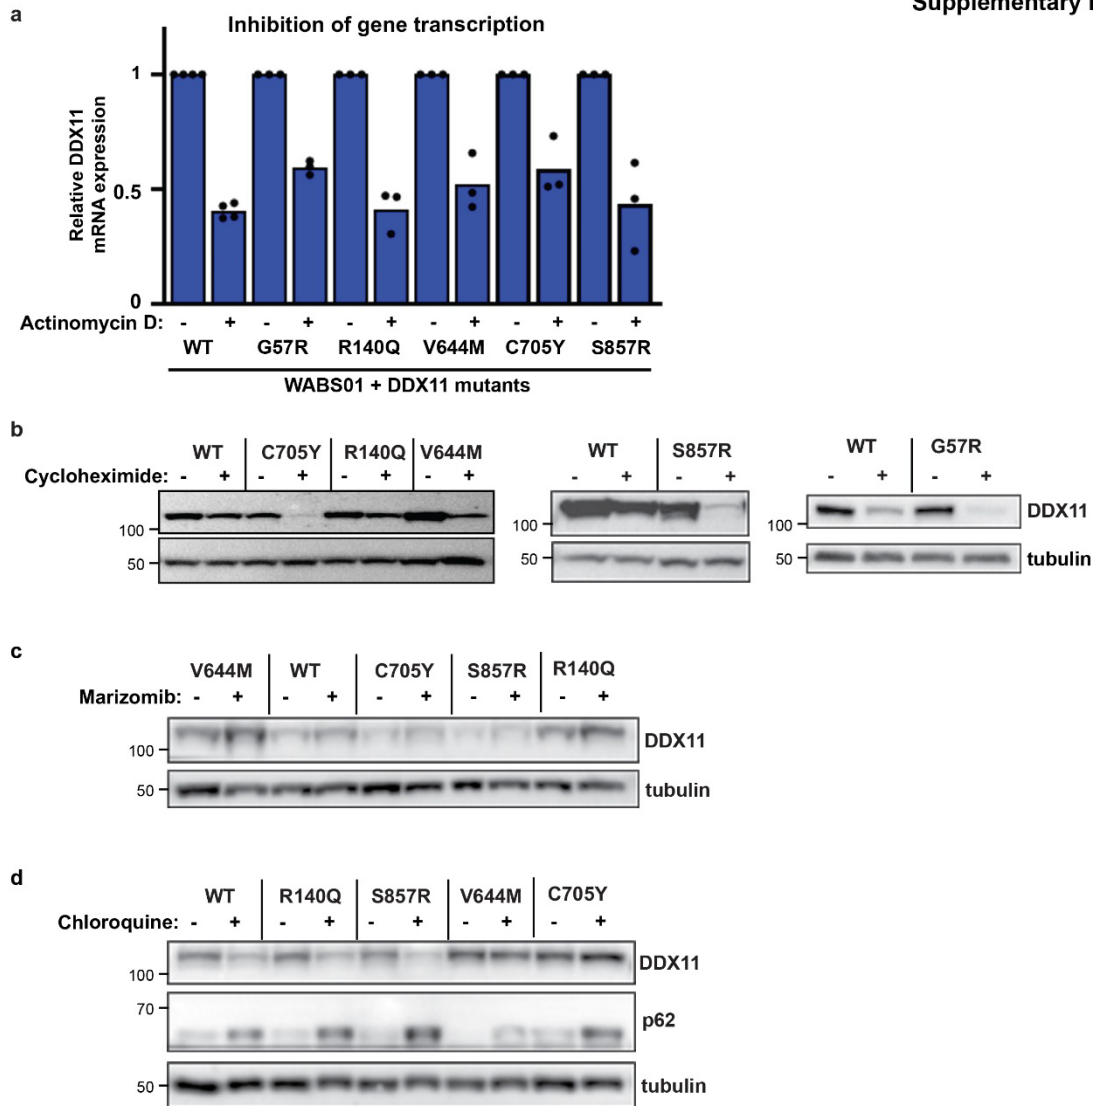 Supplementary
a
Inhibition of gene transcription
Relative DDX11
mRNA expression
1
0.5
0
Actinomycin D: - + - + - + - + - + - +
WT G57R R140Q V644M C705Y S857R
WABS01 + DDX11 mutants
b
WT C705Y R140Q V644M WT S857R WT G57R
Cycloheximide: - + - + - + - + - + - + - + - +
100 100 100 DDX11
50 50 50 tubulin
c
V644M WT C705Y S857R R140Q
Marizomib: - + - + - + - + - +
100 DDX11
50 tubulin
d
WT R140Q S857R V644M C705Y
Chloroquine: - + - + - + - + - +
100 DDX11
70 p62
50 tubulin